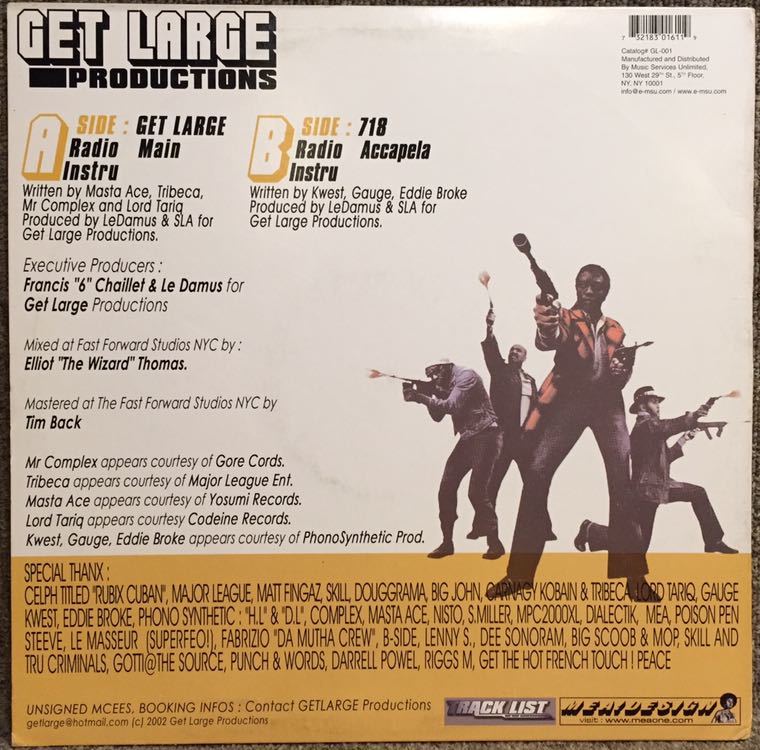 GET LARGE
PRODUCTIONS
7 32183 01611 9
Catalog# GL-001
Manufactured and Distributed
By Music Services Unlimited,
130 West 29th St., 5th Floor,
NY, NY 10001
info@e-msu.com / www.e-msu.com
A SIDE : GET LARGE
Radio Main
Instru
Written by Masta Ace, Tribeca,
Mr Complex and Lord Tariq
Produced by LeDamus & SLA for
Get Large Productions.
B SIDE : 718
Radio Accapela
Instru
Written by Kwest, Gauge, Eddie Broke
Produced by LeDamus & SLA for
Get Large Productions.
Executive Producers :
Francis "6" Chaillet & Le Damus for
Get Large Productions
Mixed at Fast Forward Studios NYC by :
Elliot "The Wizard" Thomas.
Mastered at The Fast Forward Studios NYC by
Tim Back
Mr Complex appears courtesy of Gore Cords.
Tribeca appears courtesy of Major League Ent.
Masta Ace appears courtesy of Yosumi Records.
Lord Tariq appears courtesy Codeine Records.
Kwest, Gauge, Eddie Broke appears courtesy of PhonoSynthetic Prod.
SPECIAL THANX :
CELPH TITLED "RUBIX CUBAN", MAJOR LEAGUE, MATT FINGAZ, SKILL, DOUGGRAMA, BIG JOHN, CARNAGY KOBAIN & TRIBECA, LORD TARIQ, GAUGE
KWEST, EDDIE BROKE, PHONO SYNTHETIC : "H.L" & "D.L", COMPLEX, MASTA ACE, NISTO, S.MILLER, MPC2000XL, DIALECTIK, MEA, POISON PEN
STEEVE, LE MASSEUR (SUPERFEO!), FABRIZIO "DA MUTHA CREW", B-SIDE, LENNY S., DEE SONORAM, BIG SCOOB & MOP, SKILL AND
TRU CRIMINALS, GOTTI@THE SOURCE, PUNCH & WORDS, DARRELL POWEL, RIGGS M, GET THE HOT FRENCH TOUCH ! PEACE
UNSIGNED MCEES, BOOKING INFOS : Contact GETLARGE Productions
getlarge@hotmail.com (c) 2002 Get Large Productions
TRACK LIST
MEA1DESIGN
visit : www.meaone.com